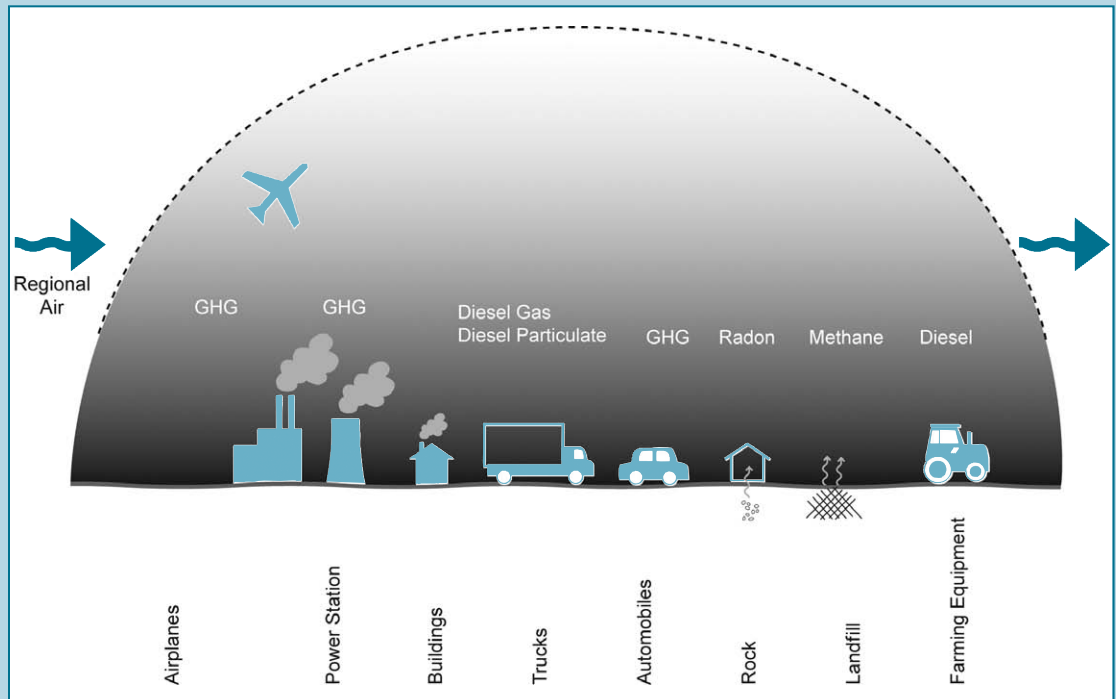 Regional
Air
GHG
GHG
Diesel Gas
Diesel Particulate
GHG
Radon
Methane
Diesel
Airplanes
Power Station
Buildings
Trucks
Automobiles
Rock
Landfill
Farming Equipment